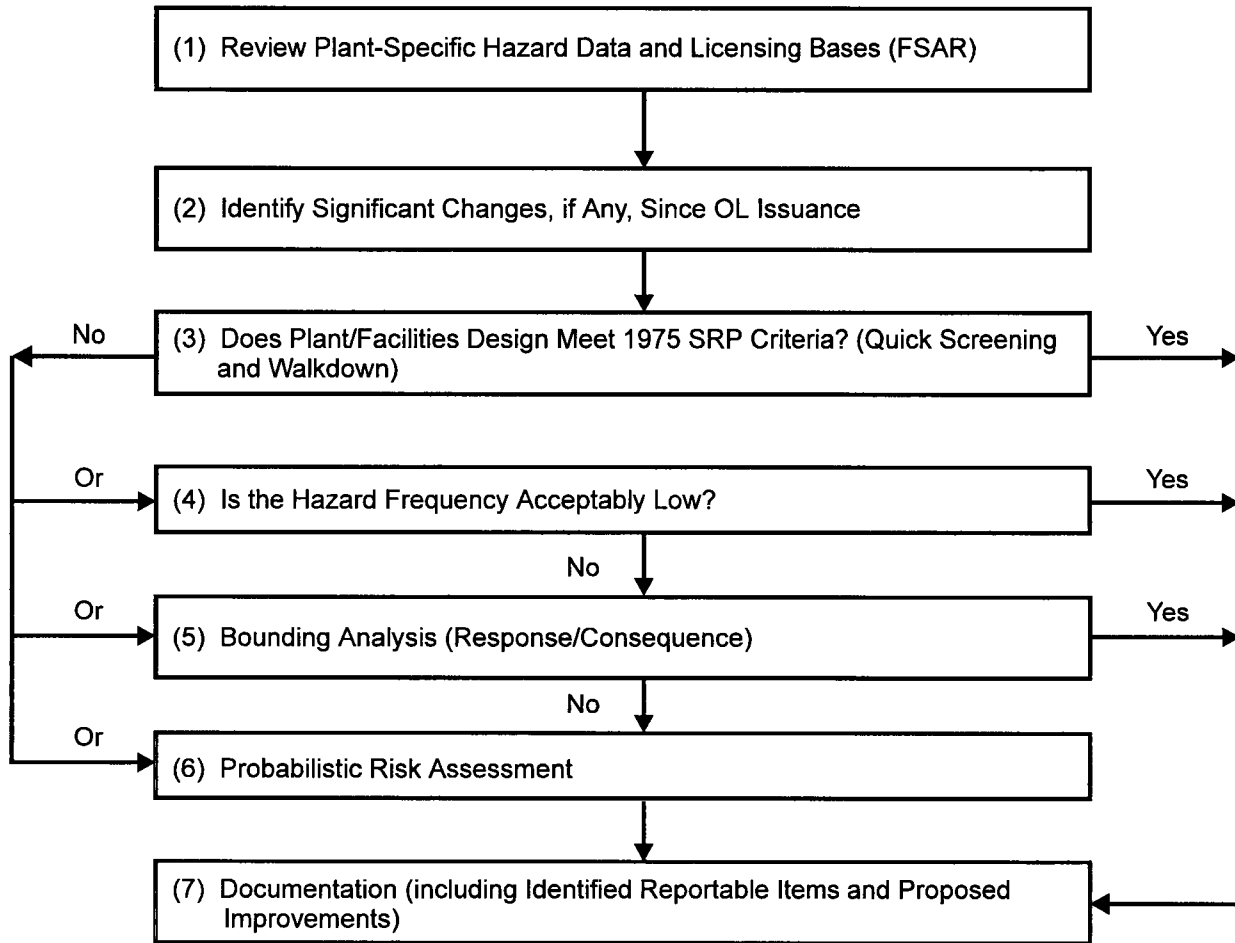 (1) Review Plant-Specific Hazard Data and Licensing Bases (FSAR)
(2) Identify Significant Changes, if Any, Since OL Issuance
No
(3) Does Plant/Facilities Design Meet 1975 SRP Criteria? (Quick Screening
and Walkdown)
Yes
Or
(4) Is the Hazard Frequency Acceptably Low?
Yes
No
Or
(5) Bounding Analysis (Response/Consequence)
Yes
No
Or
(6) Probabilistic Risk Assessment
(7) Documentation (including Identified Reportable Items and Proposed
Improvements)